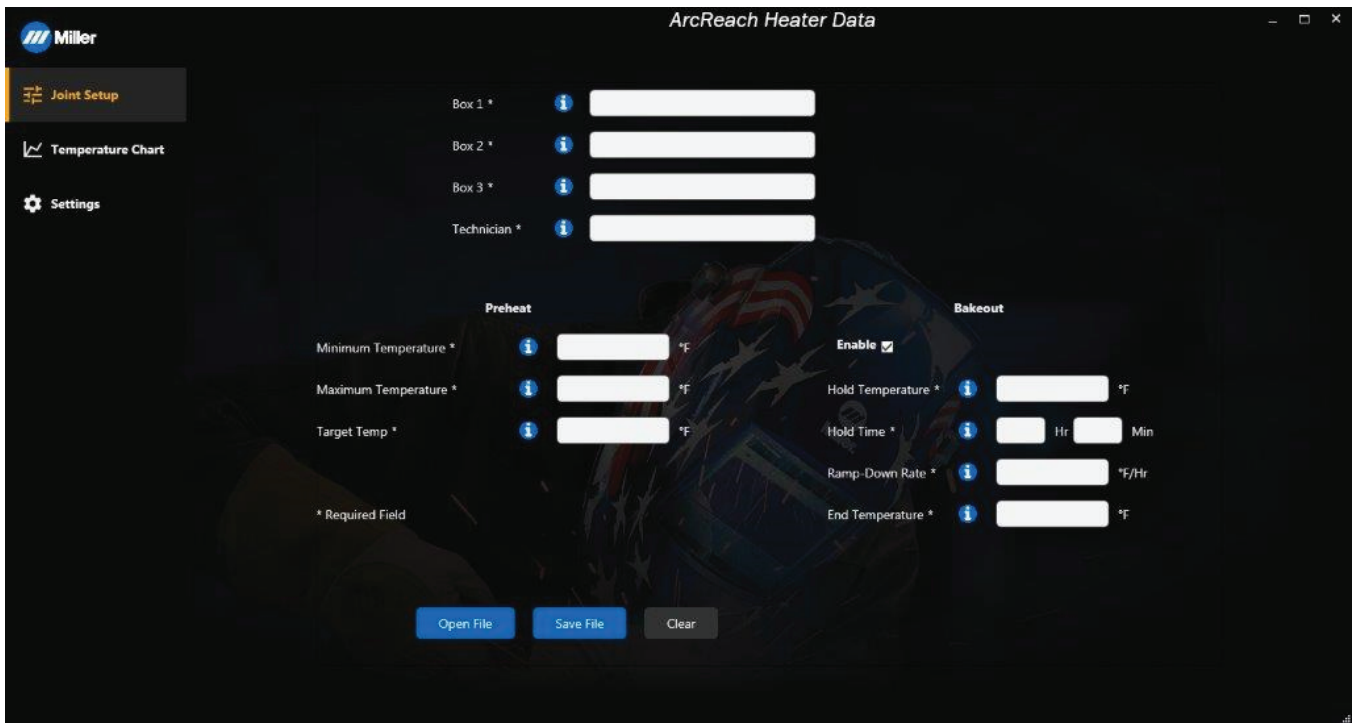 ArcReach Heater Data
Miller
Joint Setup
Temperature Chart
Settings
Box 1 *
Box 2 *
Box 3 *
Technician *
Preheat
Minimum Temperature * °F
Maximum Temperature * °F
Target Temp * °F
* Required Field
Bakeout
Enable
Hold Temperature * °F
Hold Time * Hr Min
Ramp-Down Rate * °F/Hr
End Temperature * °F
Open File Save File Clear